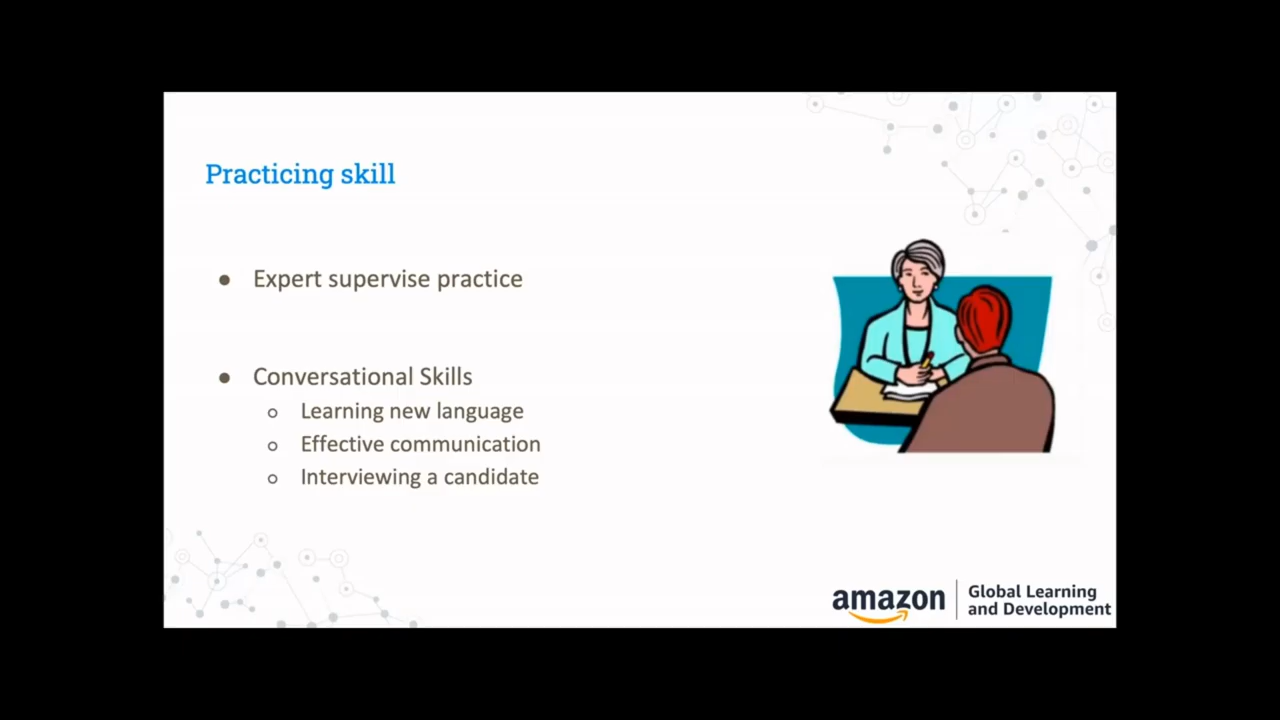 Practicing skill
● Expert supervise practice
● Conversational Skills
○ Learning new language
○ Effective communication
○ Interviewing a candidate
amazon
Global Learning
and Development